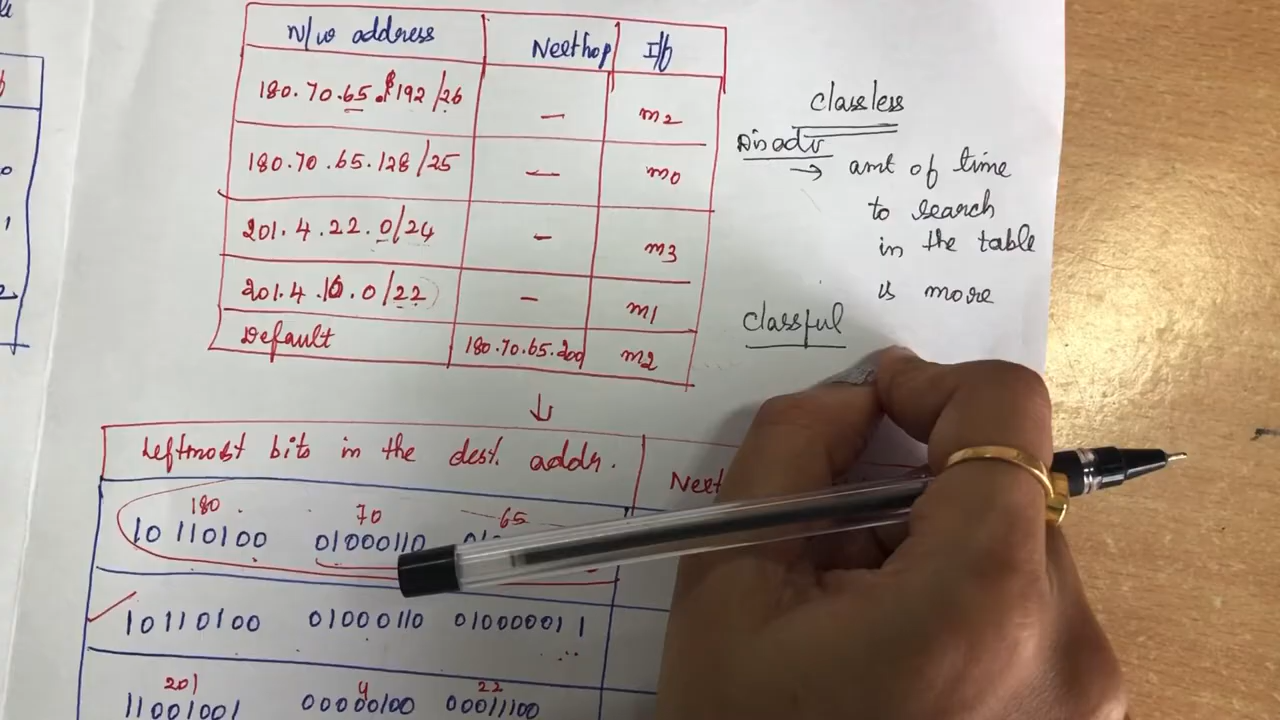 N/w address Nexthop I/f
180.70.65.192/26 — m2
180.70.65.128/25 — m0
201.4.22.0/24 — m3
201.4.16.0/22 — m1
Default 180.70.65.200 m2
classless
Disadv
→ amt of time
to search
in the table
is more
classful
↓
Leftmost bits in the dest. addr. Next
180 70 65
10 110100 01000110
10110100 01000110 01000001 1
201 4 22
11001001 00000100 00011100